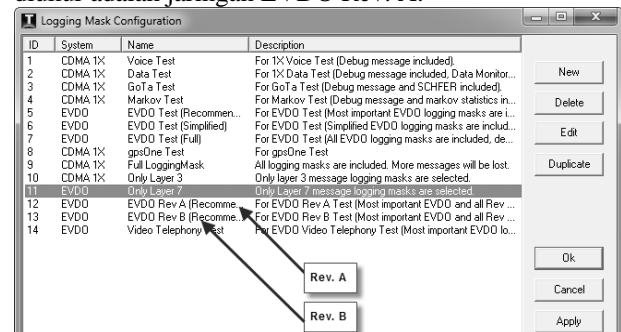 diukur adalah jaringan EVDO Rev. A.
Logging Mask Configuration
ID System Name Description
1 CDMA 1X Voice Test For 1X Voice Test (Debug message included).
2 CDMA 1X Data Test For 1X Data Test (Debug message included, Data Monitor...
3 CDMA 1X GoTa Test For GoTa Test (Debug message and SCHFER included).
4 CDMA 1X Markov Test For Markov Test (Debug message and markov statistics in...
5 EVDO EVDO Test (Recommen... For EVDO Test (Most important EVDO logging masks are i...
6 EVDO EVDO Test (Simplified) For EVDO Test (Simplified EVDO logging masks are includ...
7 EVDO EVDO Test (Full) For EVDO Test (All EVDO logging masks are included, de...
8 CDMA 1X gpsOne Test For gpsOne Test
9 CDMA 1X Full LoggingMask All logging masks are included. More messages will be lost.
10 CDMA 1X Only Layer 3 Only layer 3 message logging masks are selected.
11 EVDO Only Layer 7 Only Layer 7 message logging masks are selected.
12 EVDO EVDO Rev A (Recomme... For EVDO Rev A Test (Most important EVDO and all Rev ...
13 EVDO EVDO Rev B (Recomme... For EVDO Rev B Test (Most important EVDO and all Rev ...
14 EVDO Video Telephony Test For EVDO Video Telephony Test (Most important EVDO lo...
New
Delete
Edit
Duplicate
Ok
Cancel
Apply
Rev. A
Rev. B